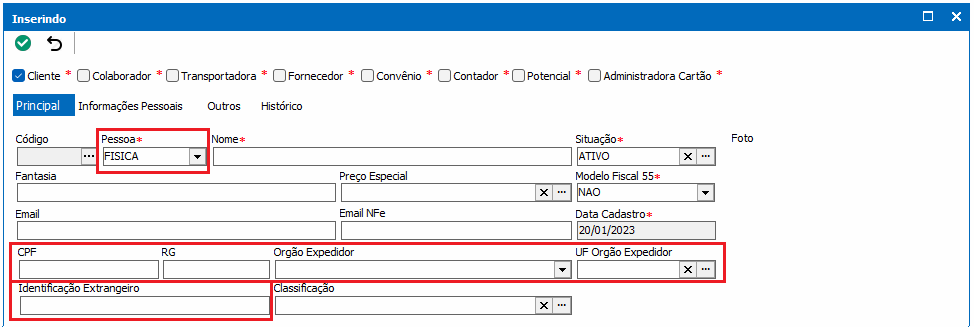 Inserindo
Cliente * Colaborador * Transportadora * Fornecedor * Convênio * Contador * Potencial * Administradora Cartão *
Principal Informações Pessoais Outros Histórico
Código Pessoa* Nome* Situação* Foto
... FISICA ATIVO ...
Fantasia Preço Especial Modelo Fiscal 55*
... NAO
Email Email NFe Data Cadastro*
20/01/2023
CPF RG Orgão Expedidor UF Orgão Expedidor
...
Identificação Extrangeiro Classificação
...